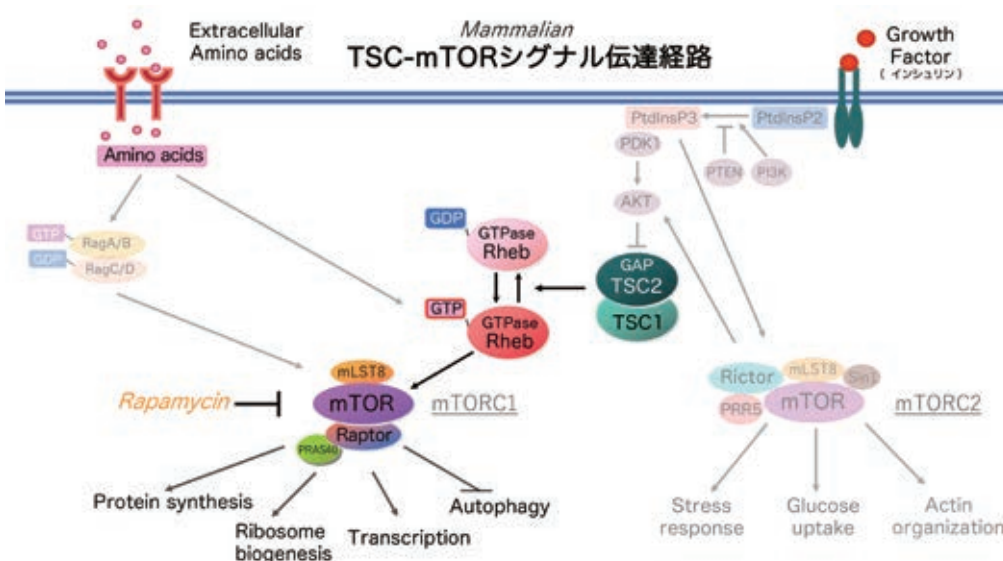 Extracellular
Amino acids
Mammalian
TSC-mTORシグナル伝達経路
Growth
Factor
(インシュリン)
PtdInsP3
PtdInsP2
PDK1
PTEN
PI3K
Amino acids
AKT
GTP
RagA/B
GDP
RagC/D
GDP
GTPase
Rheb
GAP
TSC2
TSC1
GTP
GTPase
Rheb
mLST8
Rapamycin
mTOR
mTORC1
Raptor
PRAS40
Rictor
mLST8
Sin1
PRR5
mTOR
mTORC2
Protein synthesis
Ribosome
biogenesis
Transcription
Autophagy
Stress
response
Glucose
uptake
Actin
organization